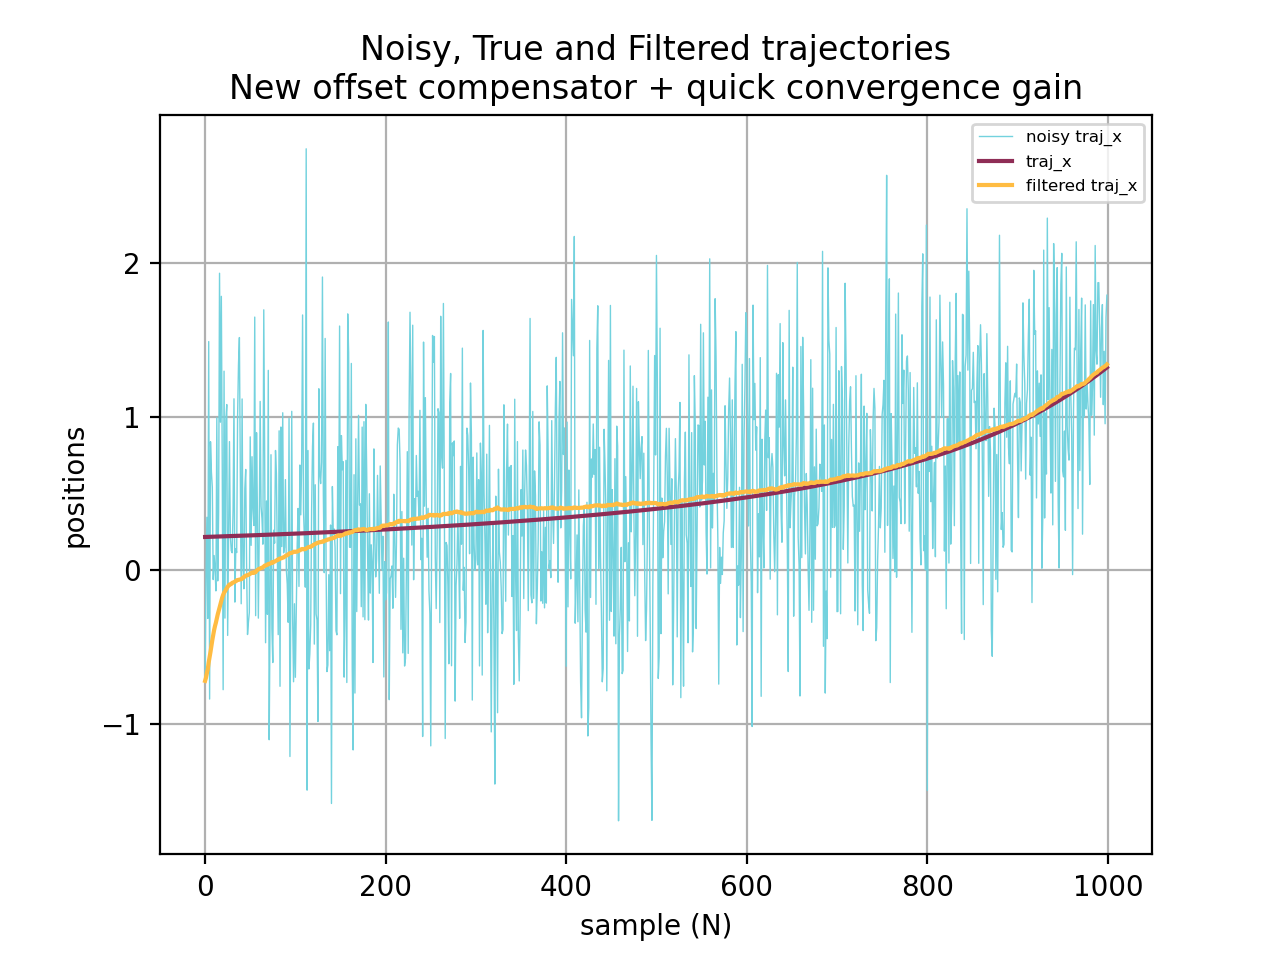 Noisy, True and Filtered trajectories
New offset compensator + quick convergence gain
noisy traj_x
traj_x
filtered traj_x
positions
2
1
0
−1
0 200 400 600 800 1000
sample (N)